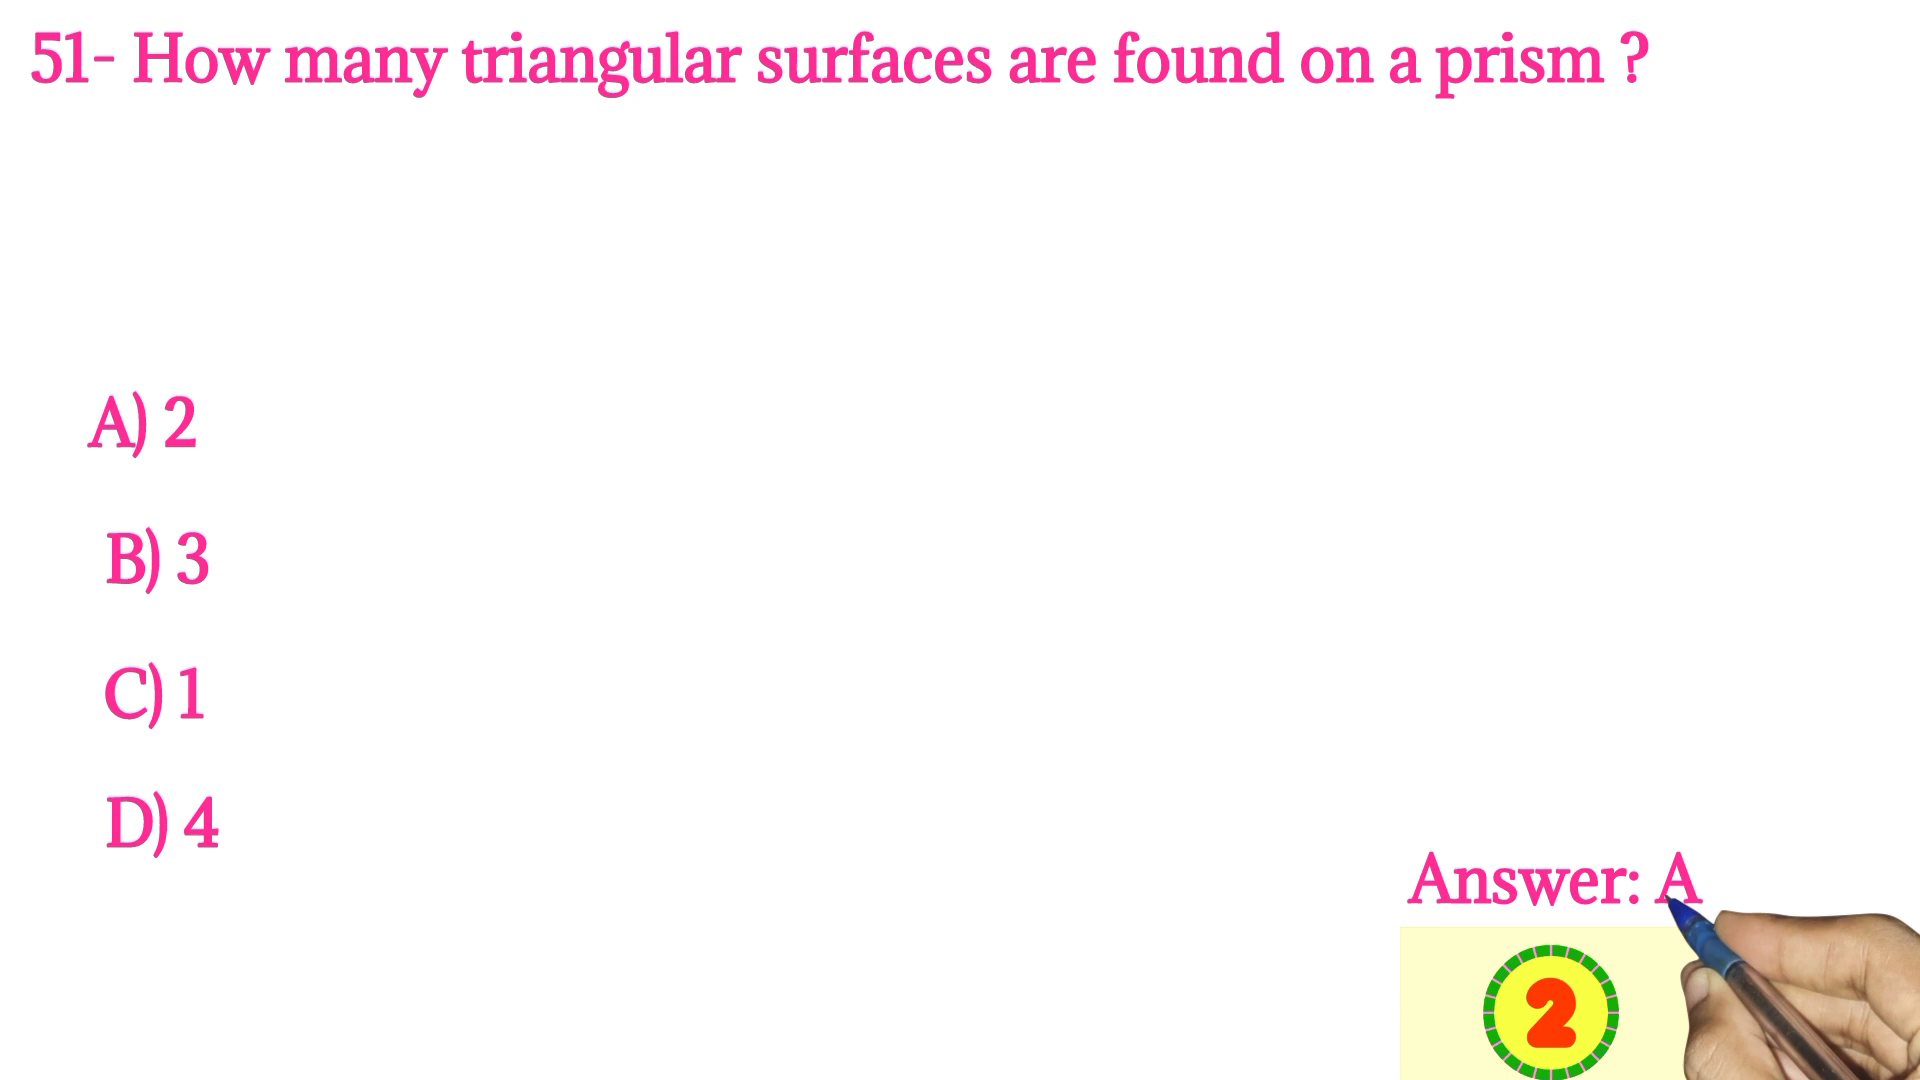 51- How many triangular surfaces are found on a prism ?
A) 2
B) 3
C) 1
D) 4
Answer: A
2